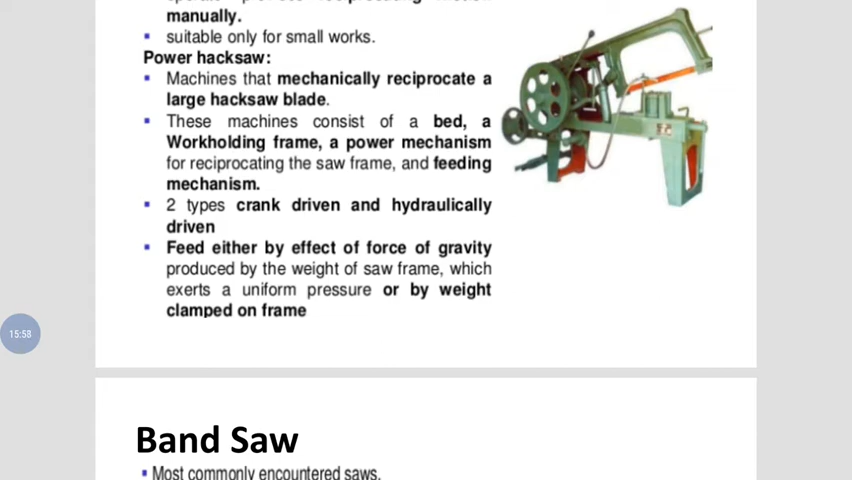 manually.
▪ suitable only for small works.
Power hacksaw:
▪ Machines that mechanically reciprocate a
large hacksaw blade.
▪ These machines consist of a bed, a
Workholding frame, a power mechanism
for reciprocating the saw frame, and feeding
mechanism.
▪ 2 types crank driven and hydraulically
driven
▪ Feed either by effect of force of gravity
produced by the weight of saw frame, which
exerts a uniform pressure or by weight
clamped on frame
15:58
Band Saw
▪ Most commonly encountered saws.